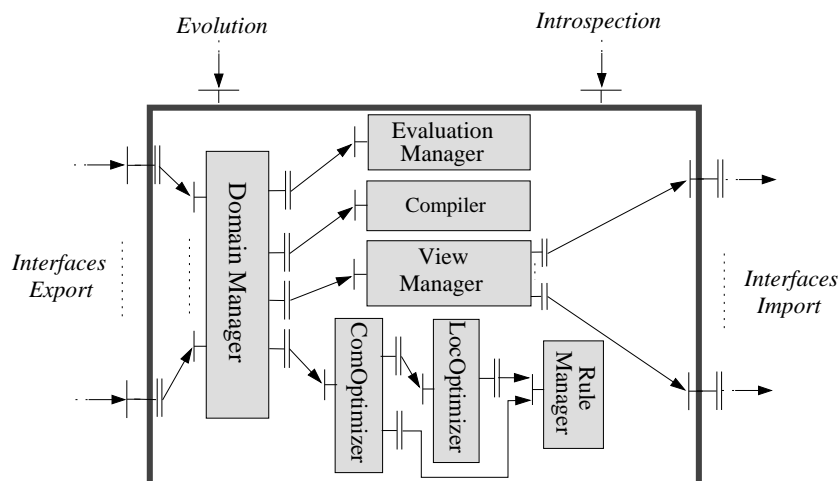 Evolution
Introspection
Evaluation
Manager
Compiler
View
Manager
Domain Manager
Interfaces
Export
Interfaces
Import
ComOptimizer
LocOptimizer
Rule
Manager